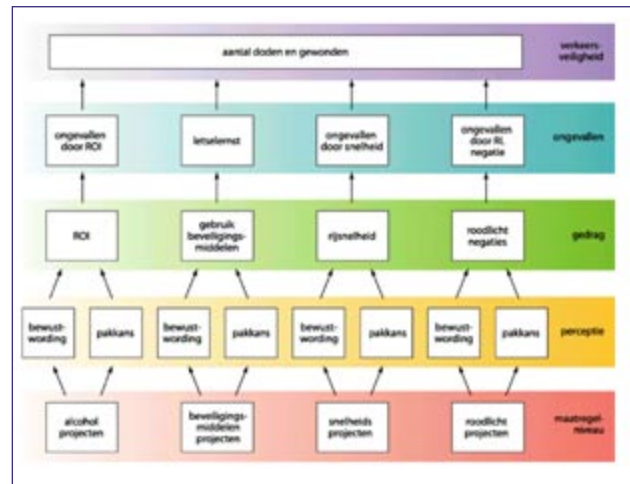 aantal doden en gewonden
verkeers-
veiligheid
ongevallen
door ROI
letselernst
ongevallen
door snelheid
ongevallen
door RL
negatie
ongevallen
ROI
gebruik
beveiligings-
middelen
rijsnelheid
roodlicht
negaties
gedrag
bewust-
wording
pakkans
bewust-
wording
pakkans
bewust-
wording
pakkans
bewust-
wording
pakkans
perceptie
alcohol
projecten
beveiligings-
middelen
projecten
snelheids
projecten
roodlicht
projecten
maatregel-
niveau